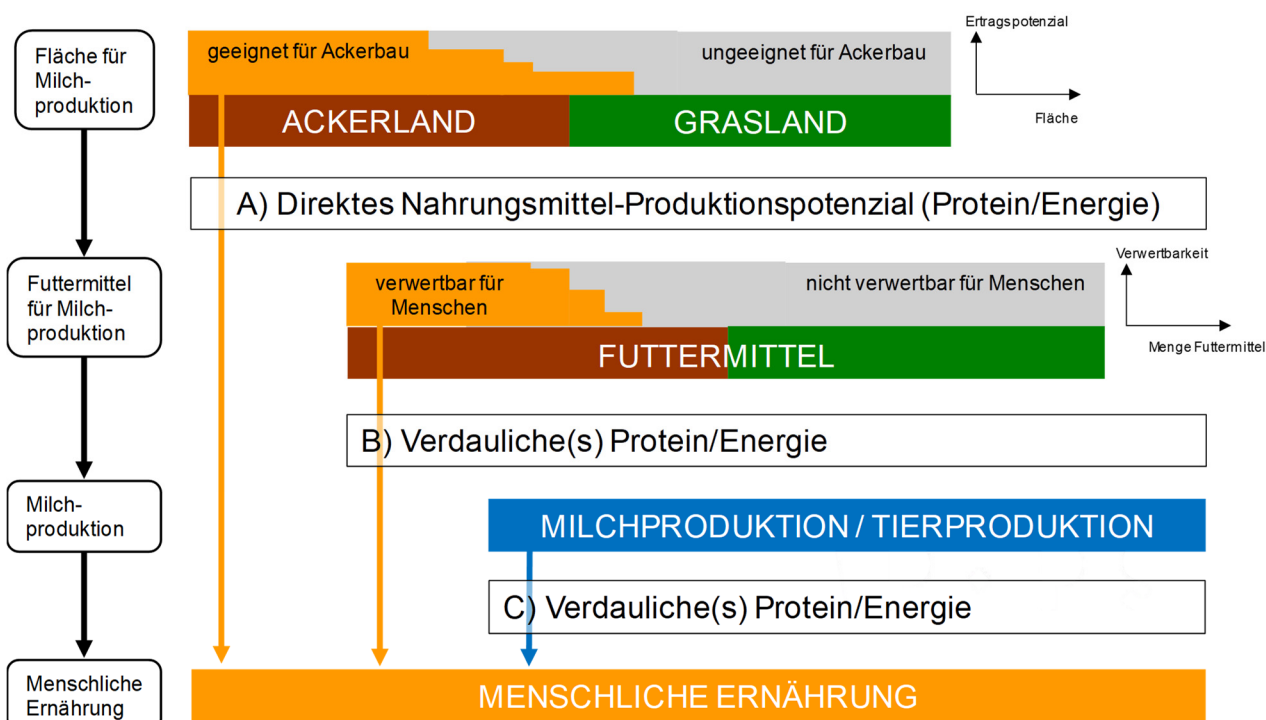 Fläche für
Milch-
produktion
geeignet für Ackerbau
ungeeignet für Ackerbau
Ertragspotenzial
Fläche
ACKERLAND
GRASLAND
A) Direktes Nahrungsmittel-Produktionspotenzial (Protein/Energie)
Futtermittel
für Milch-
produktion
verwertbar für
Menschen
nicht verwertbar für Menschen
Verwertbarkeit
Menge Futtermittel
FUTTERMITTEL
B) Verdauliche(s) Protein/Energie
Milch-
produktion
MILCHPRODUKTION / TIERPRODUKTION
C) Verdauliche(s) Protein/Energie
Menschliche
Ernährung
MENSCHLICHE ERNÄHRUNG